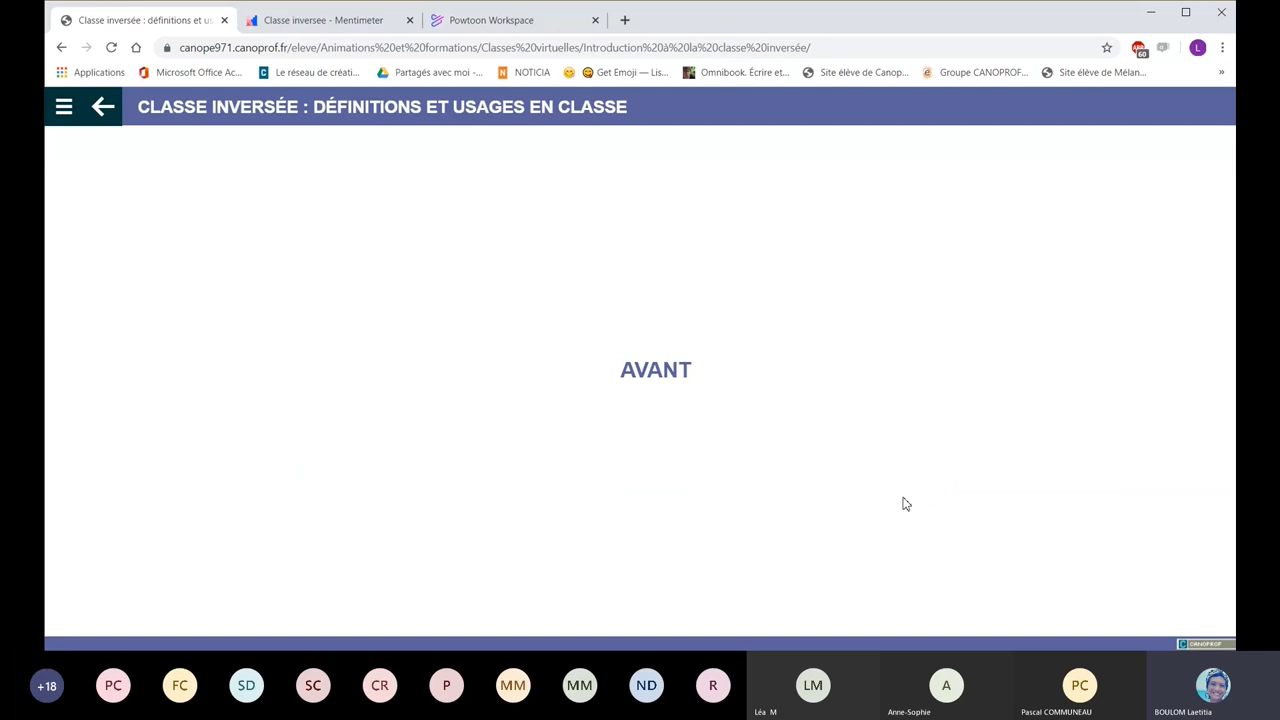 Classe inversée : définitions et us
Classe inversee - Mentimeter
Powtoon Workspace
canope971.canoprof.fr/eleve/Animations%20et%20formations/Classes%20virtuelles/Introduction%20à%20la%20classe%20inversée/
60
L
Applications
Microsoft Office Ac...
Le réseau de créati...
Partagés avec moi -...
N
NOTICIA
Get Emoji — Lis...
Omnibook. Écrire et...
Site élève de Canop...
Groupe CANOPROF...
Site élève de Mélan...
»
CLASSE INVERSÉE : DÉFINITIONS ET USAGES EN CLASSE
AVANT
CANOPROF
+18
PC
FC
SD
SC
CR
P
MM
MM
ND
R
LM
A
PC
Léa M
Anne-Sophie
Pascal COMMUNEAU
BOULOM Laetitia